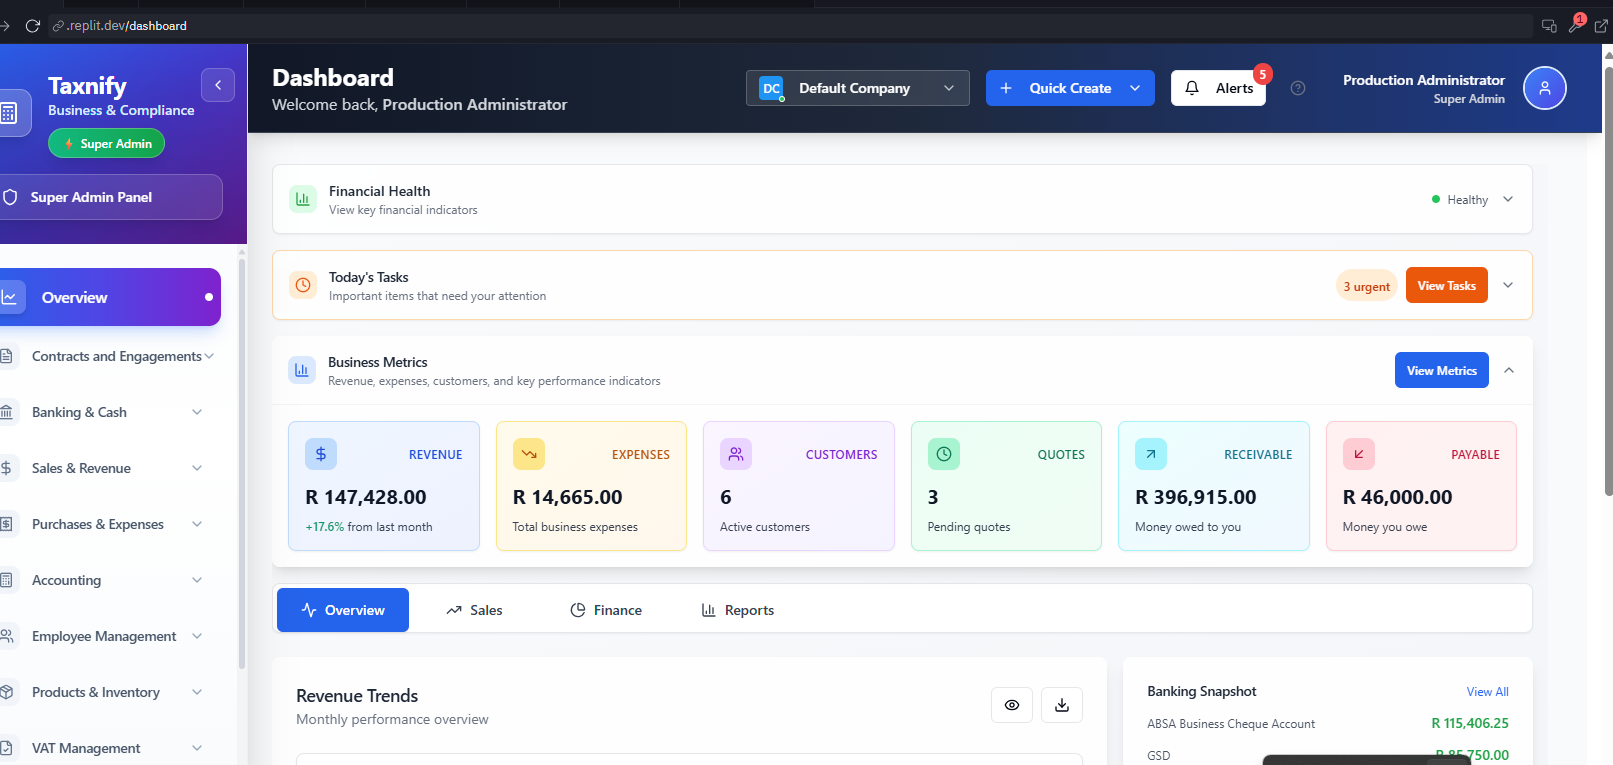 .replit.dev/dashboard
1
Taxnify
Business & Compliance
Super Admin
Super Admin Panel
Overview
Contracts and Engagements
Banking & Cash
Sales & Revenue
Purchases & Expenses
Accounting
Employee Management
Products & Inventory
VAT Management
Dashboard
Welcome back, Production Administrator
DC Default Company
Quick Create
Alerts
5
Production Administrator
Super Admin
Financial Health
View key financial indicators
Healthy
Today's Tasks
Important items that need your attention
3 urgent
View Tasks
Business Metrics
Revenue, expenses, customers, and key performance indicators
View Metrics
REVENUE
R 147,428.00
+17.6% from last month
EXPENSES
R 14,665.00
Total business expenses
CUSTOMERS
6
Active customers
QUOTES
3
Pending quotes
RECEIVABLE
R 396,915.00
Money owed to you
PAYABLE
R 46,000.00
Money you owe
Overview
Sales
Finance
Reports
Revenue Trends
Monthly performance overview
Banking Snapshot
View All
ABSA Business Cheque Account
R 115,406.25
GSD
R 85,750.00